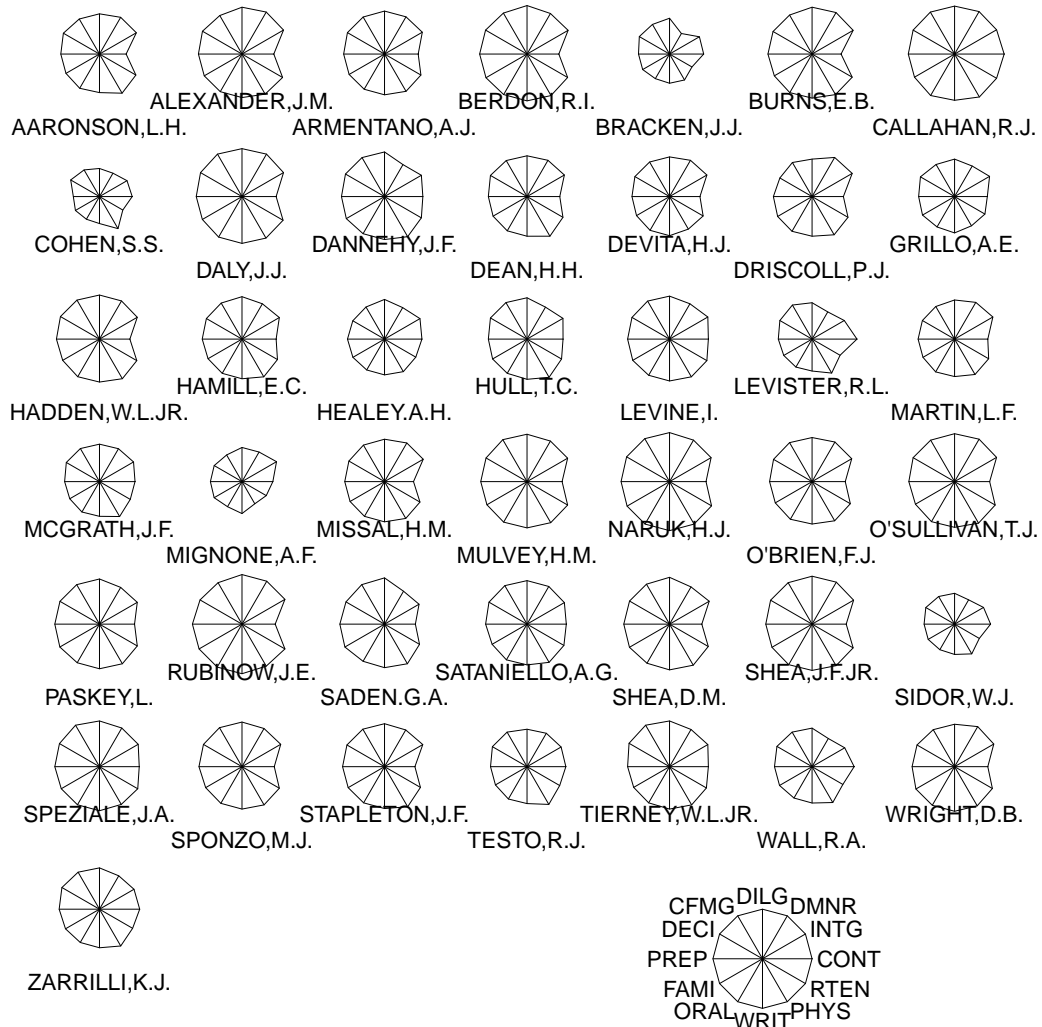 ALEXANDER,J.M.
BERDON,R.I.
BURNS,E.B.
AARONSON,L.H.
ARMENTANO,A.J.
BRACKEN,J.J.
CALLAHAN,R.J.
COHEN,S.S.
DANNEHY,J.F.
DEVITA,H.J.
GRILLO,A.E.
DALY,J.J.
DEAN,H.H.
DRISCOLL,P.J.
HAMILL,E.C.
HULL,T.C.
LEVISTER,R.L.
HADDEN,W.L.JR.
HEALEY.A.H.
LEVINE,I.
MARTIN,L.F.
MCGRATH,J.F.
MISSAL,H.M.
NARUK,H.J.
O'SULLIVAN,T.J.
MIGNONE,A.F.
MULVEY,H.M.
O'BRIEN,F.J.
RUBINOW,J.E.
SATANIELLO,A.G.
SHEA,J.F.JR.
PASKEY,L.
SADEN.G.A.
SHEA,D.M.
SIDOR,W.J.
SPEZIALE,J.A.
STAPLETON,J.F.
TIERNEY,W.L.JR.
WRIGHT,D.B.
SPONZO,M.J.
TESTO,R.J.
WALL,R.A.
ZARRILLI,K.J.
DILG
CFMG
DMNR
DECI
INTG
PREP
CONT
FAMI
RTEN
ORAL
PHYS
WRIT